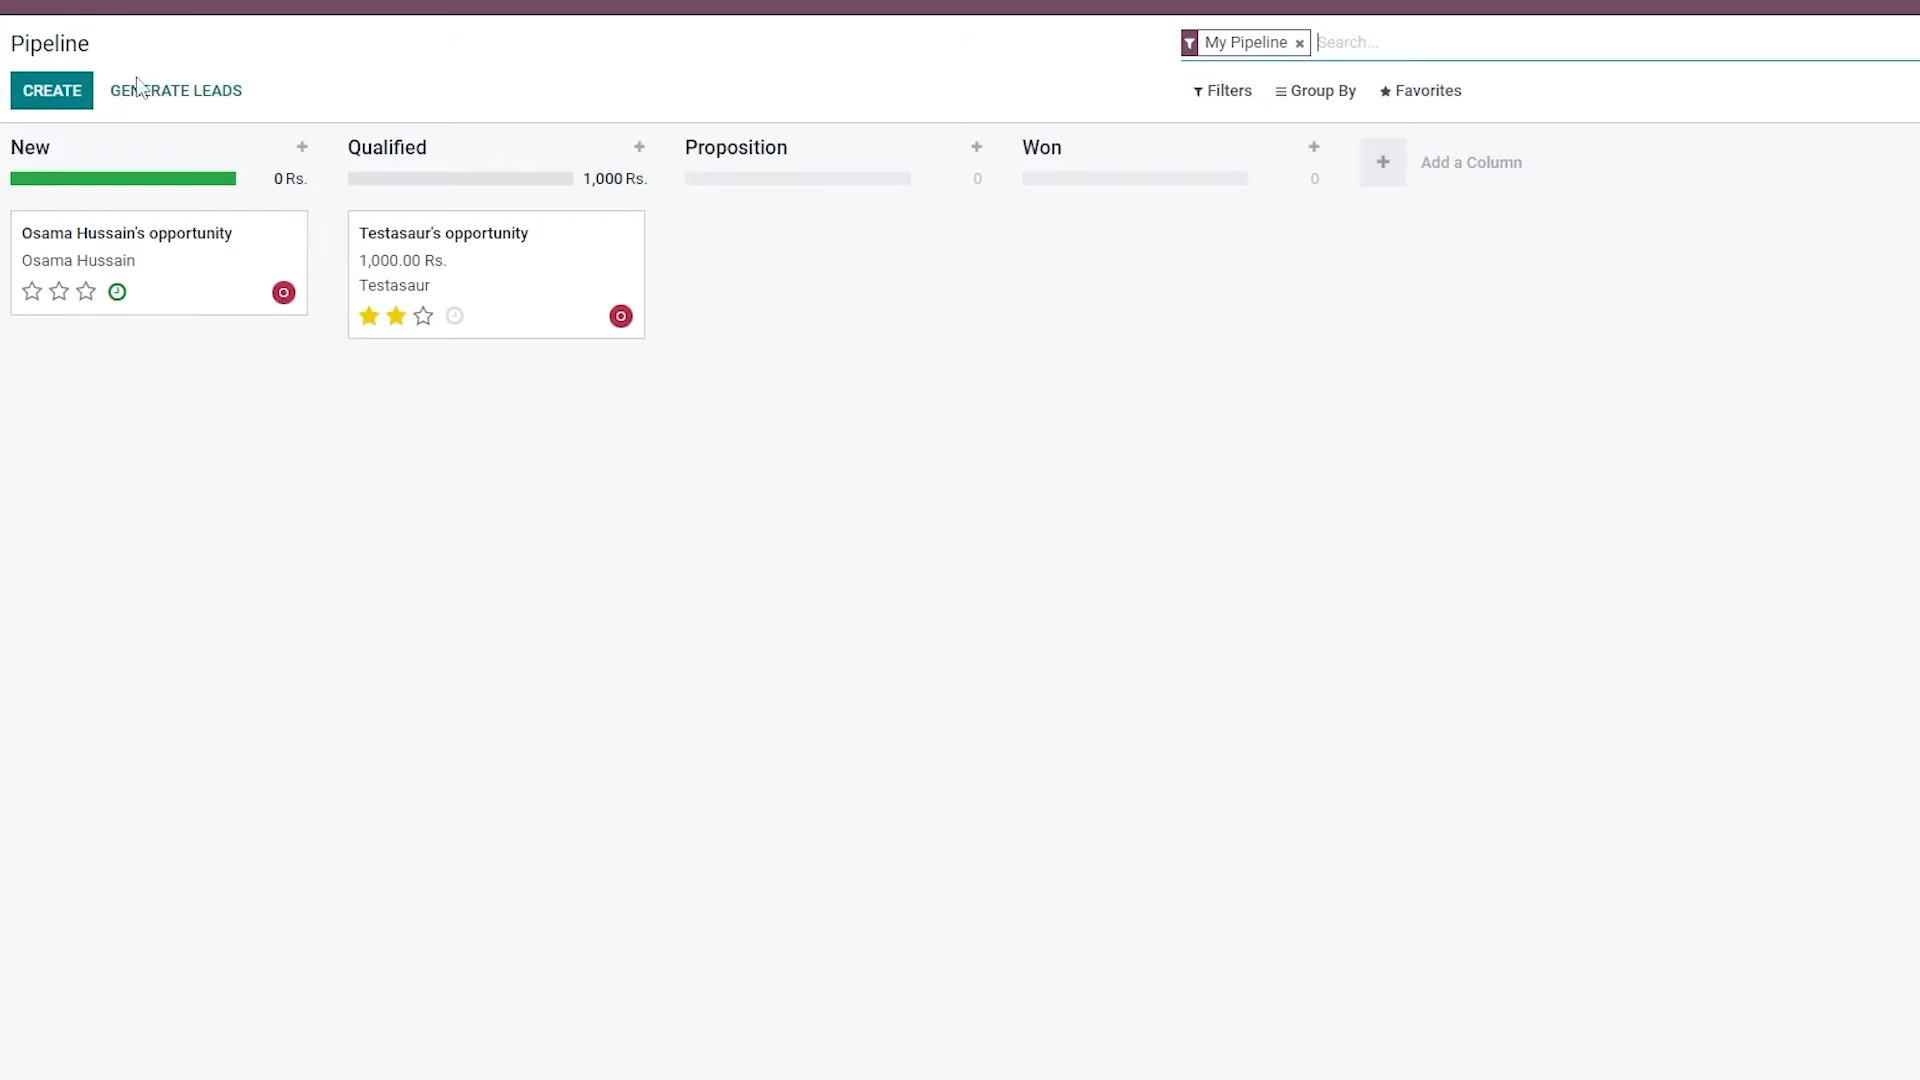 Pipeline
My Pipeline × Search...
CREATE GENERATE LEADS
Filters Group By Favorites
New +
0 Rs.
Osama Hussain's opportunity
Osama Hussain
O
Qualified +
1,000 Rs.
Testasaur's opportunity
1,000.00 Rs.
Testasaur
O
Proposition +
0
Won +
0
+ Add a Column